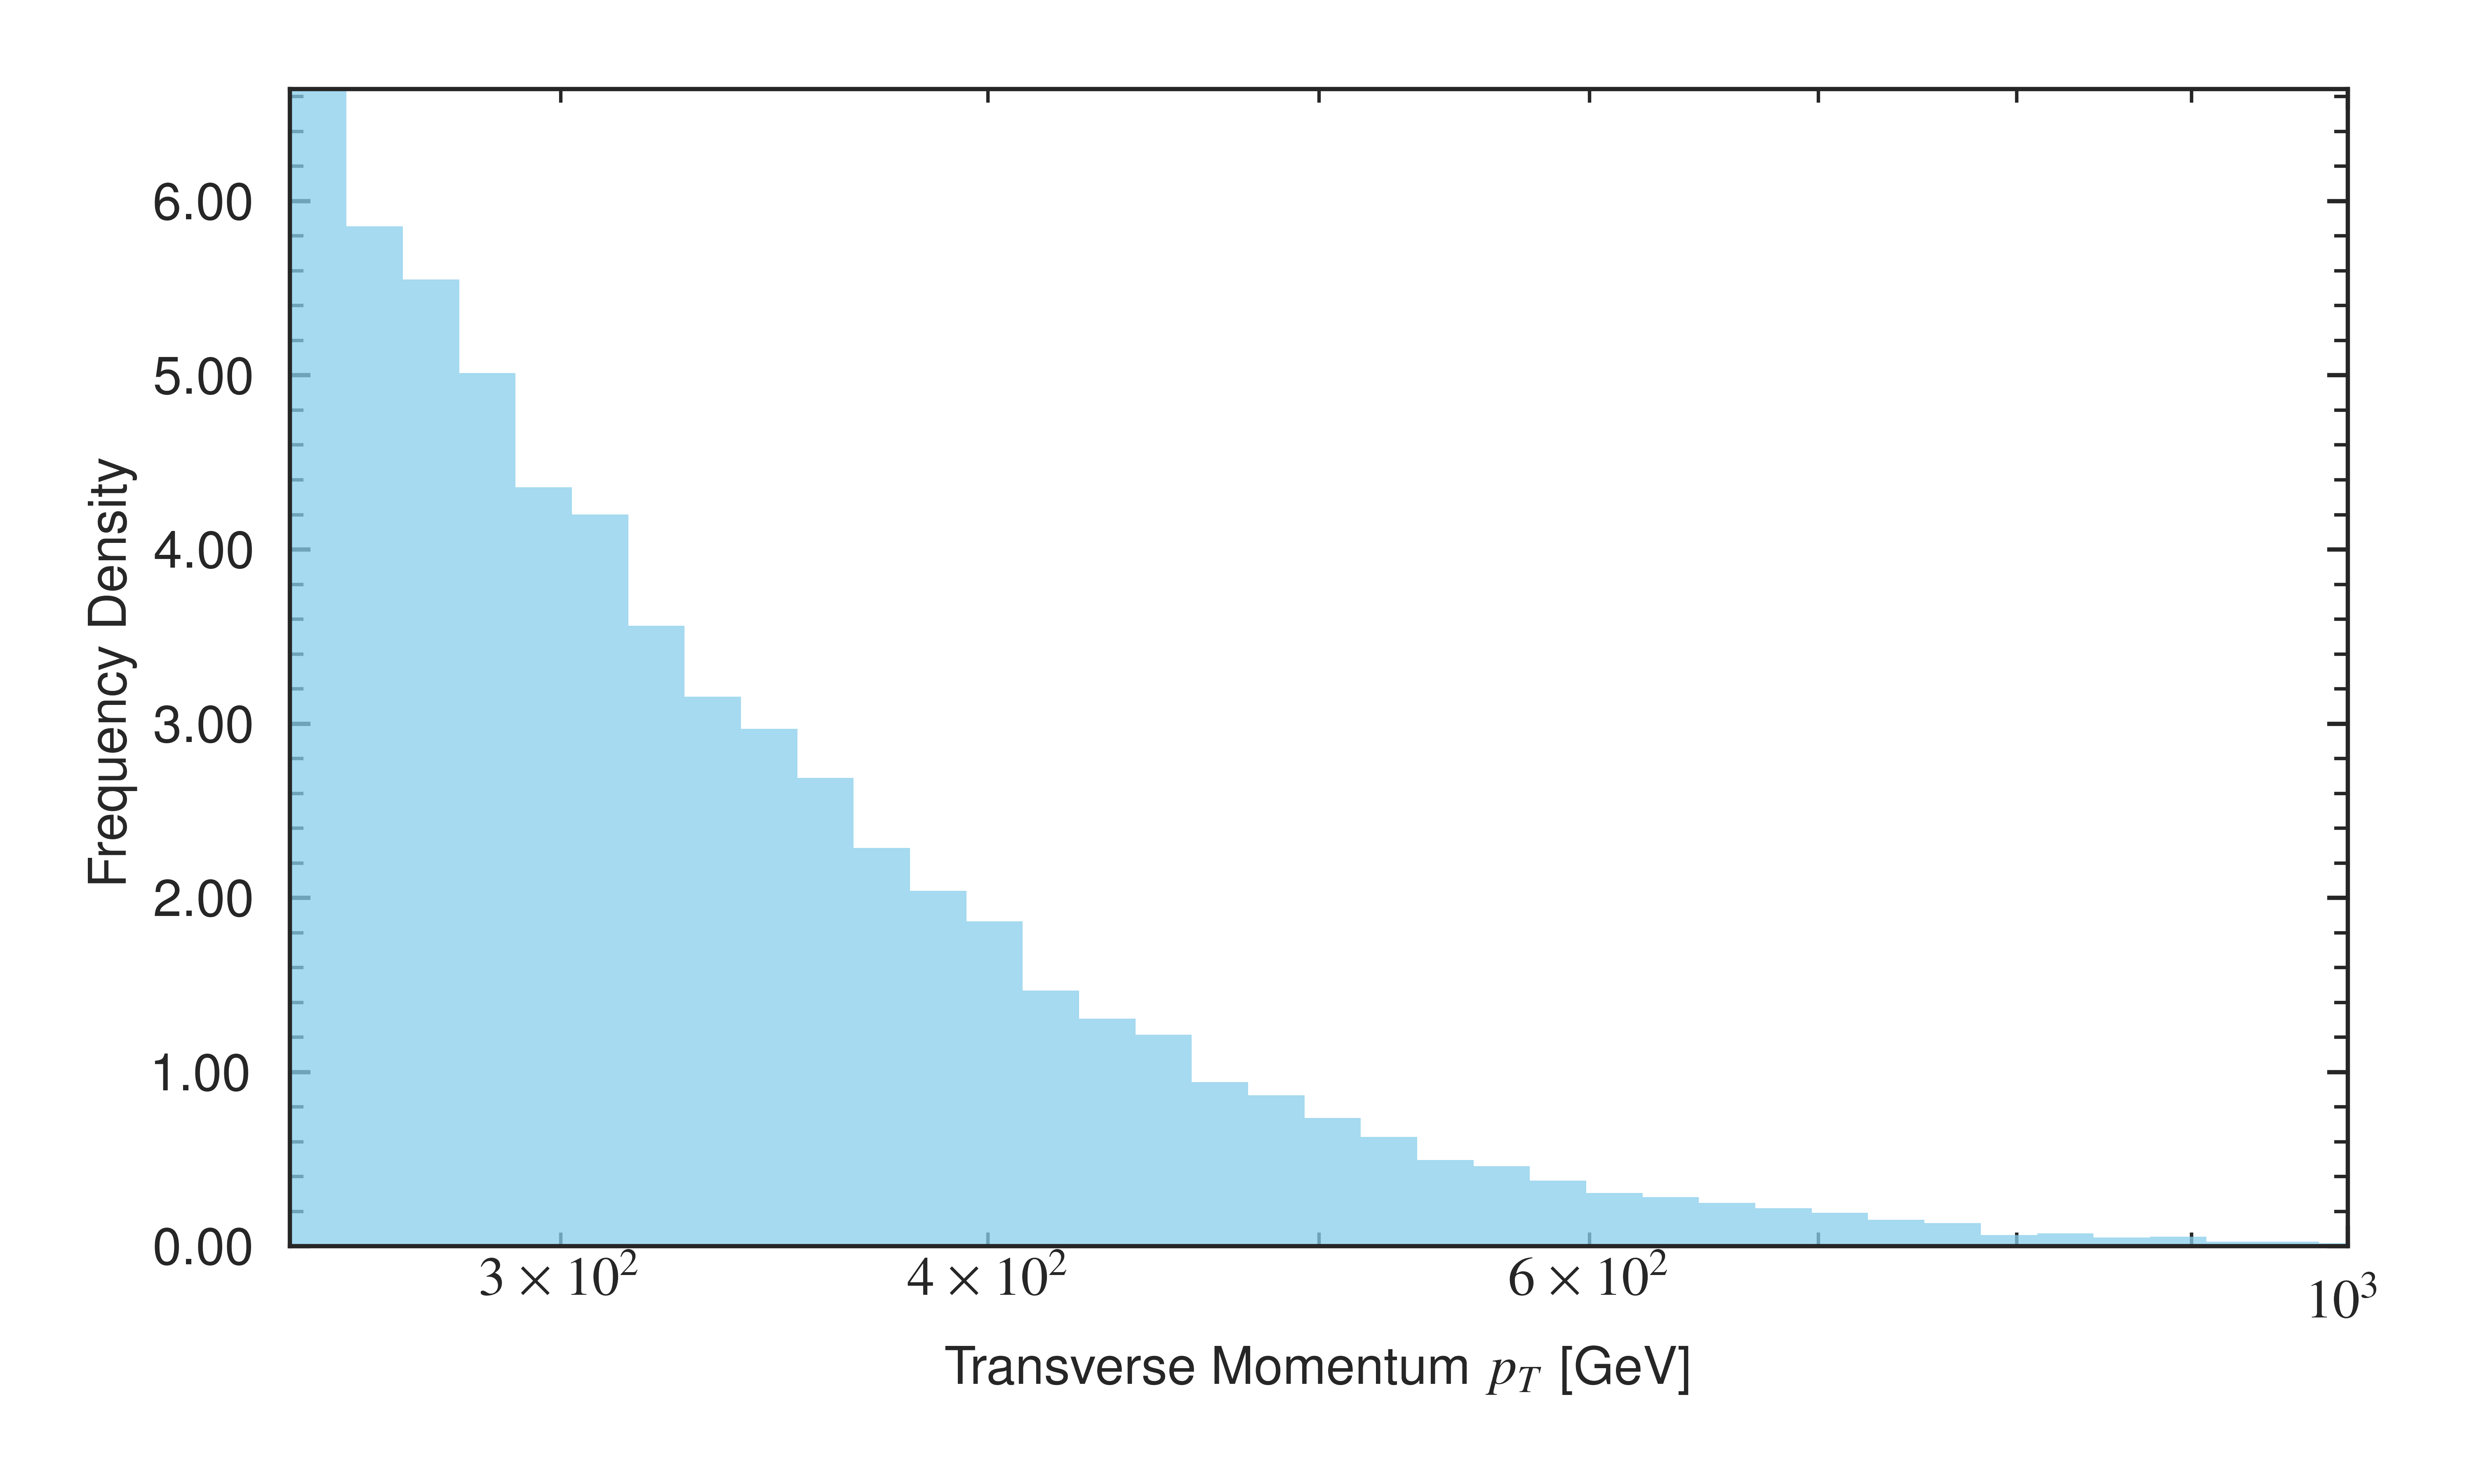 6.00
5.00
4.00
3.00
2.00
1.00
0.00
Frequency Density
3 × 10² 4 × 10² 6 × 10² 10³
Transverse Momentum p_T [GeV]